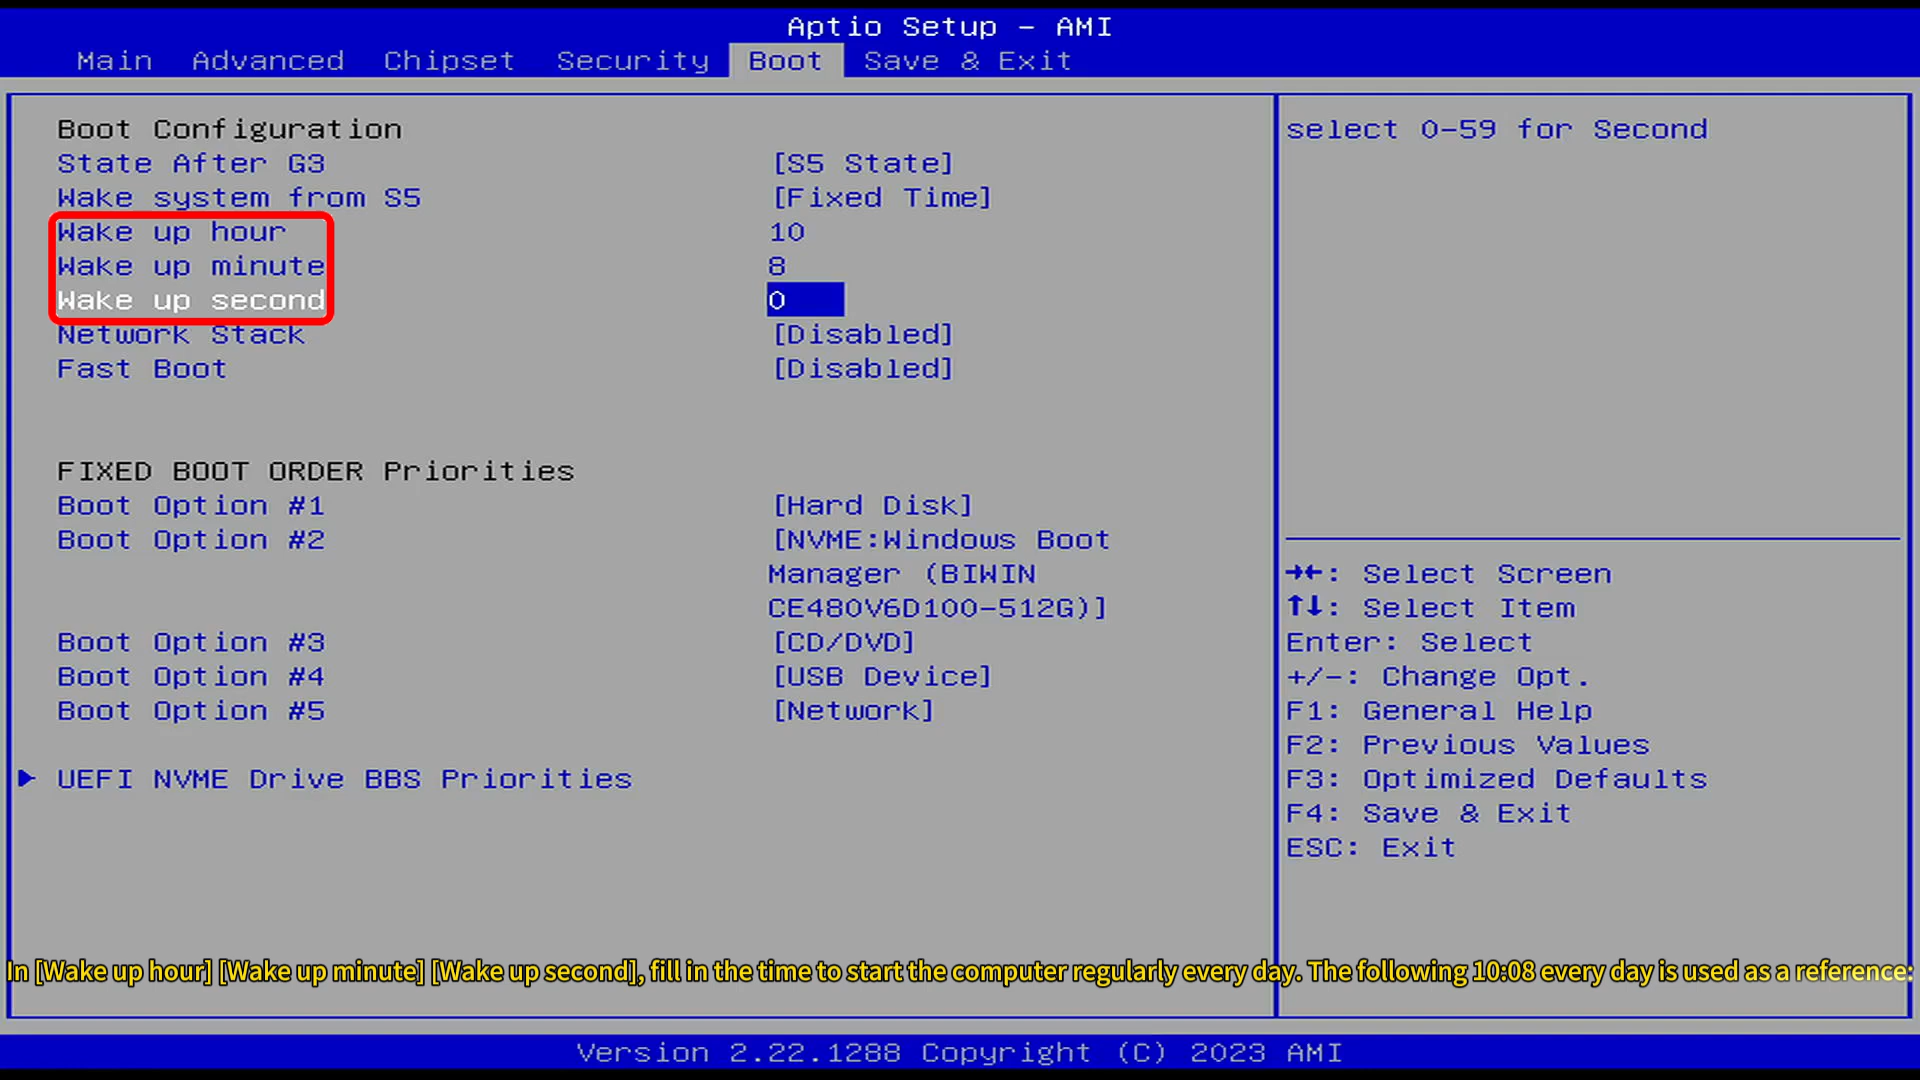 Aptio Setup – AMI
Main Advanced Chipset Security Boot Save & Exit
Boot Configuration
State After G3 [S5 State]
Wake system from S5 [Fixed Time]
Wake up hour 10
Wake up minute 8
Wake up second 0
Network Stack [Disabled]
Fast Boot [Disabled]
FIXED BOOT ORDER Priorities
Boot Option #1 [Hard Disk]
Boot Option #2 [NVME:Windows Boot
Manager (BIWIN
CE480V6D100-512G)]
Boot Option #3 [CD/DVD]
Boot Option #4 [USB Device]
Boot Option #5 [Network]
UEFI NVME Drive BBS Priorities
select 0-59 for Second
→←: Select Screen
↑↓: Select Item
Enter: Select
+/-: Change Opt.
F1: General Help
F2: Previous Values
F3: Optimized Defaults
F4: Save & Exit
ESC: Exit
In [Wake up hour] [Wake up minute] [Wake up second], fill in the time to start the computer regularly every day. The following 10:08 every day is used as a reference:
Version 2.22.1288 Copyright (C) 2023 AMI